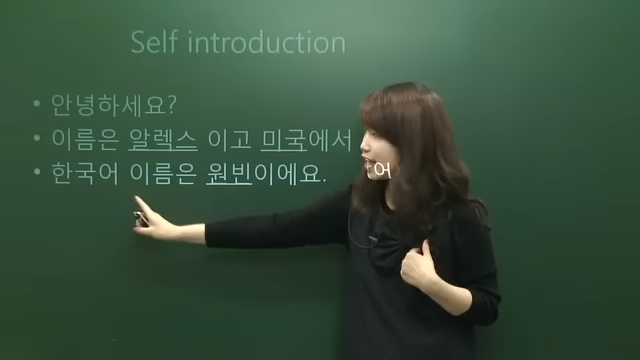 Self introduction
• 안녕하세요?
• 이름은 알렉스 이고 미국에서
• 한국어 이름은 원빈이에요.